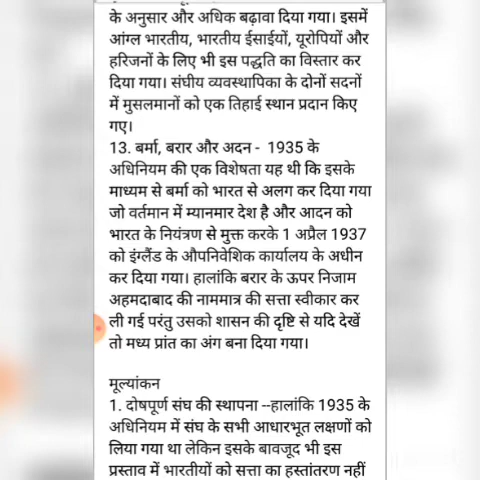 के अनुसार और अधिक बढ़ावा दिया गया। इसमें
आंग्ल भारतीय, भारतीय ईसाईयों, यूरोपियों और
हरिजनों के लिए भी इस पद्धति का विस्तार कर
दिया गया। संघीय व्यवस्थापिका के दोनों सदनों
में मुसलमानों को एक तिहाई स्थान प्रदान किए
गए।
13. बर्मा, बरार और अदन - 1935 के
अधिनियम की एक विशेषता यह थी कि इसके
माध्यम से बर्मा को भारत से अलग कर दिया गया
जो वर्तमान में म्यानमार देश है और आदन को
भारत के नियंत्रण से मुक्त करके 1 अप्रैल 1937
को इंग्लैंड के औपनिवेशिक कार्यालय के अधीन
कर दिया गया। हालांकि बरार के ऊपर निजाम
अहमदाबाद की नाममात्र की सत्ता स्वीकार कर
ली गई परंतु उसको शासन की दृष्टि से यदि देखें
तो मध्य प्रांत का अंग बना दिया गया।
मूल्यांकन
1. दोषपूर्ण संघ की स्थापना --हालांकि 1935 के
अधिनियम में संघ के सभी आधारभूत लक्षणों को
लिया गया था लेकिन इसके बावजूद भी इस
प्रस्ताव में भारतीयों को सत्ता का हस्तांतरण नहीं